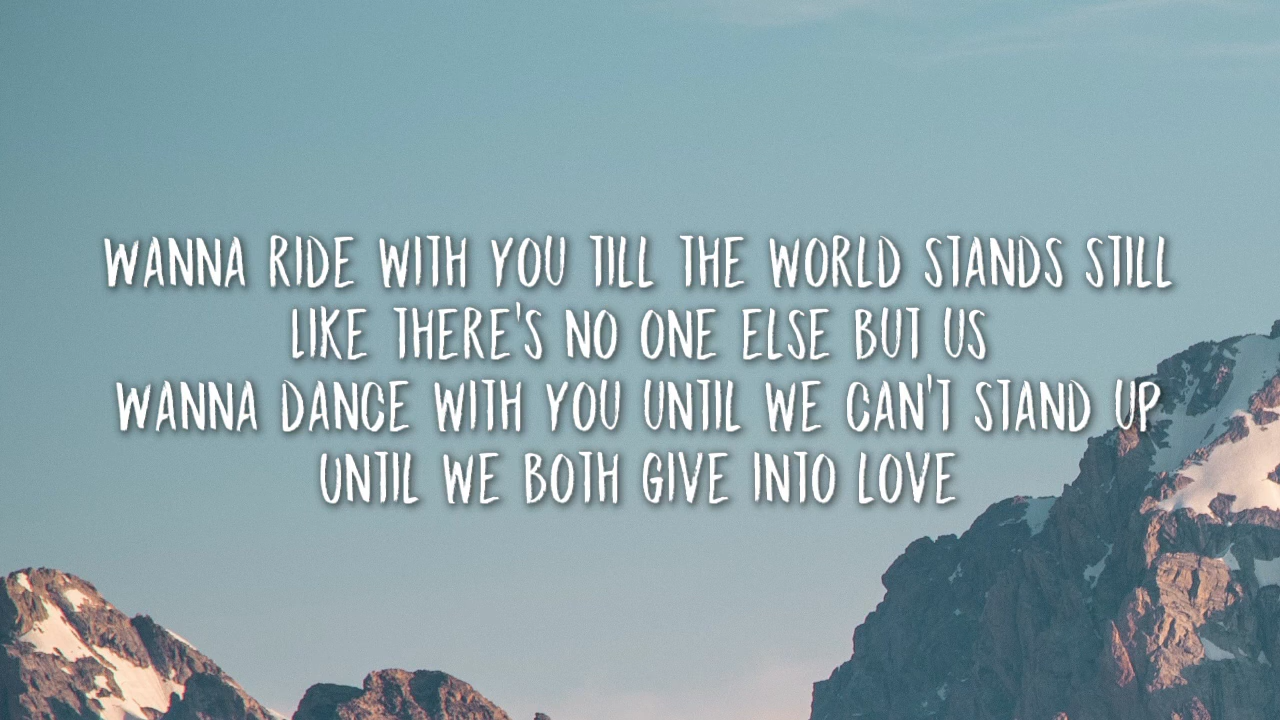 WANNA RIDE WITH YOU TILL THE WORLD STANDS STILL
LIKE THERE'S NO ONE ELSE BUT US
WANNA DANCE WITH YOU UNTIL WE CAN'T STAND UP
UNTIL WE BOTH GIVE INTO LOVE